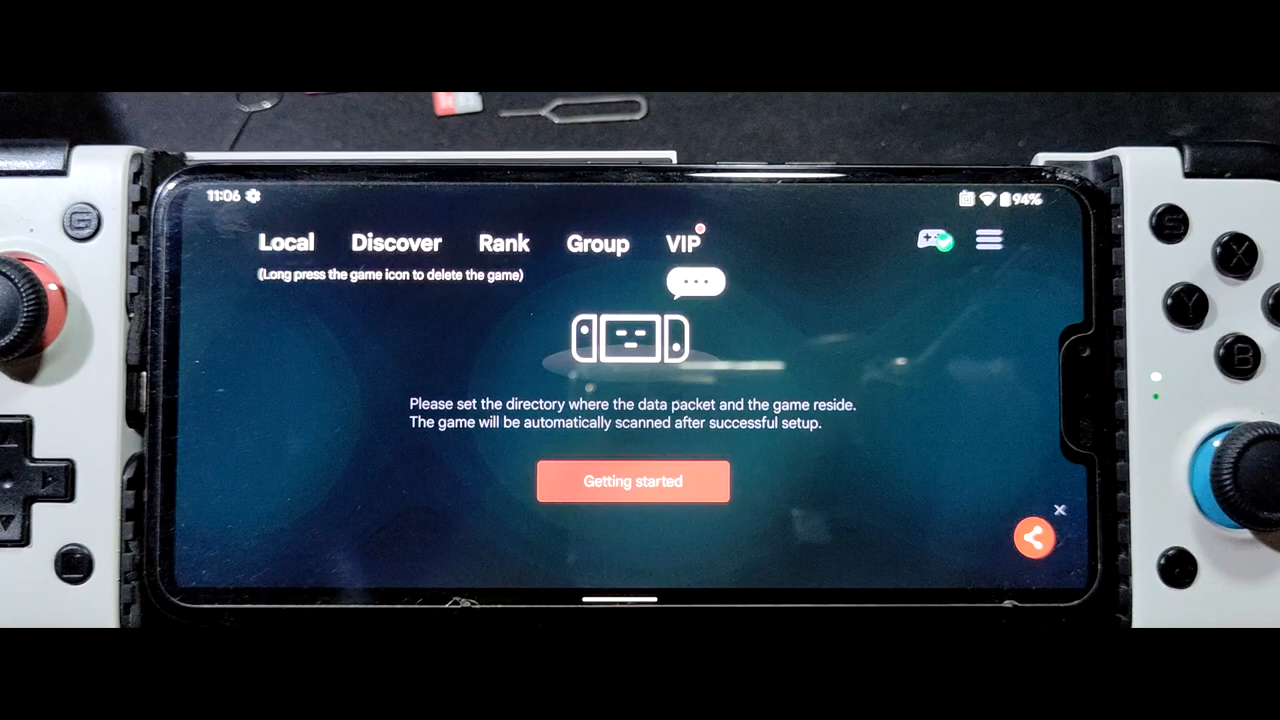 11:06
94%
Local Discover Rank Group VIP
(Long press the game icon to delete the game)
Please set the directory where the data packet and the game reside.
The game will be automatically scanned after successful setup.
Getting started
G
S
X
Y
B